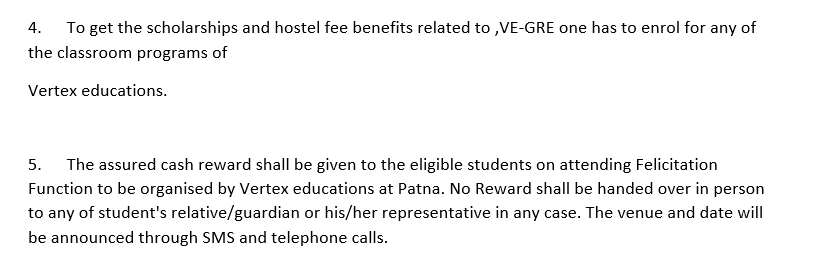 4. To get the scholarships and hostel fee benefits related to ,VE-GRE one has to enrol for any of
the classroom programs of
Vertex educations.
5. The assured cash reward shall be given to the eligible students on attending Felicitation
Function to be organised by Vertex educations at Patna. No Reward shall be handed over in person
to any of student's relative/guardian or his/her representative in any case. The venue and date will
be announced through SMS and telephone calls.